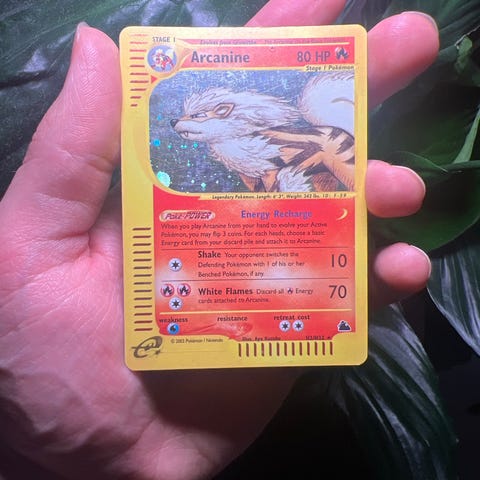 STAGE 1
Evolves from Growlithe
Arcanine 80 HP
Stage 1 Pokémon
Legendary Pokémon. Length: 6' 3", Weight: 342 lbs.
Poké-POWER Energy Recharge
When you play Arcanine from your hand to evolve your Active
Pokémon, you may flip 3 coins. For each heads, choose a basic
Energy card from your discard pile and attach it to Arcanine.
Shake Your opponent switches the
Defending Pokémon with 1 of his or her
Benched Pokémon, if any.
10
White Flames Discard all Energy
cards attached to Arcanine.
70
weakness resistance retreat cost
e
© 2003 Pokémon / Nintendo
Illus.